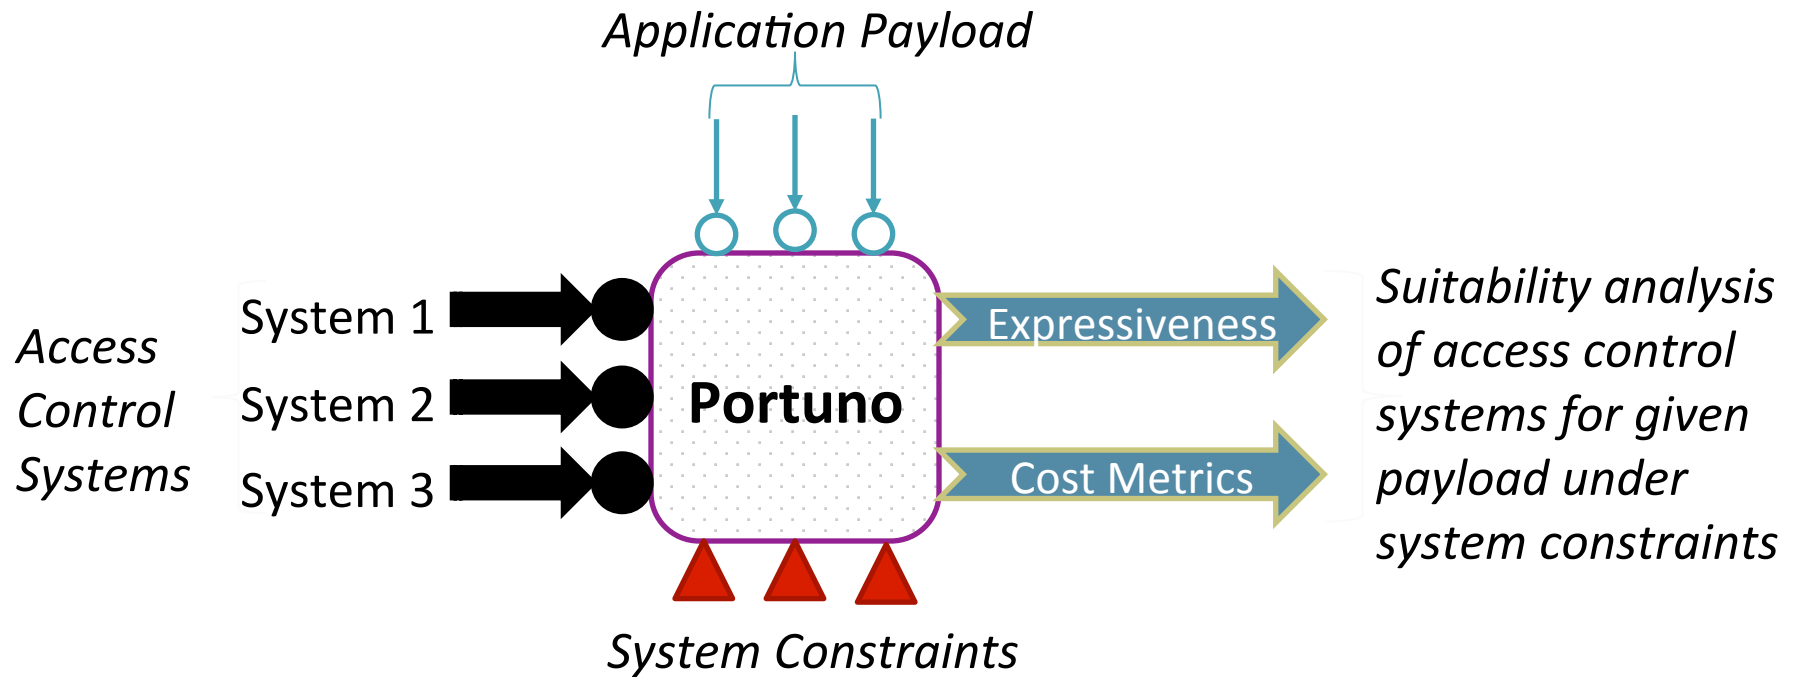 Application Payload
Access
Control
Systems
System 1
System 2
System 3
Portuno
Expressiveness
Cost Metrics
Suitability analysis
of access control
systems for given
payload under
system constraints
System Constraints